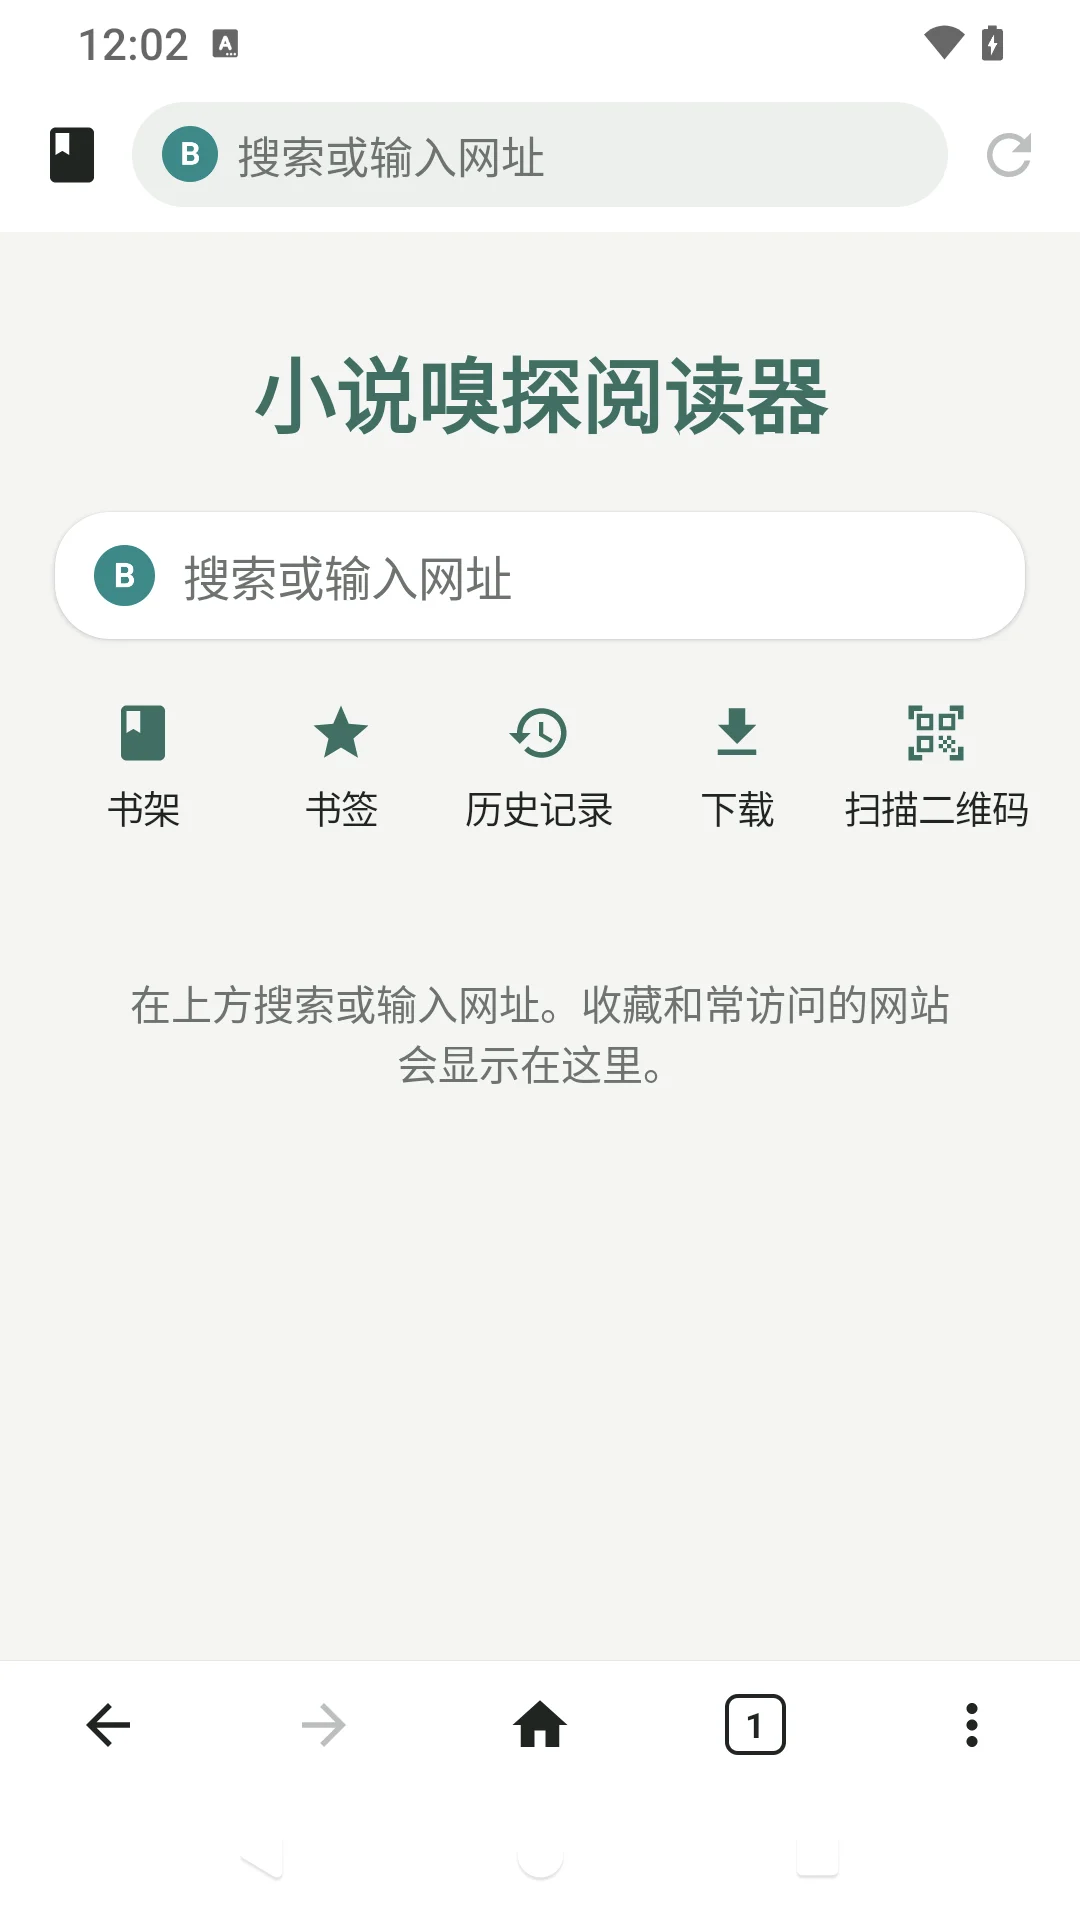 12:02
A
B 搜索或输入网址
小说嗅探阅读器
B 搜索或输入网址
书架 书签 历史记录 下载 扫描二维码
在上方搜索或输入网址。收藏和常访问的网站
会显示在这里。
1